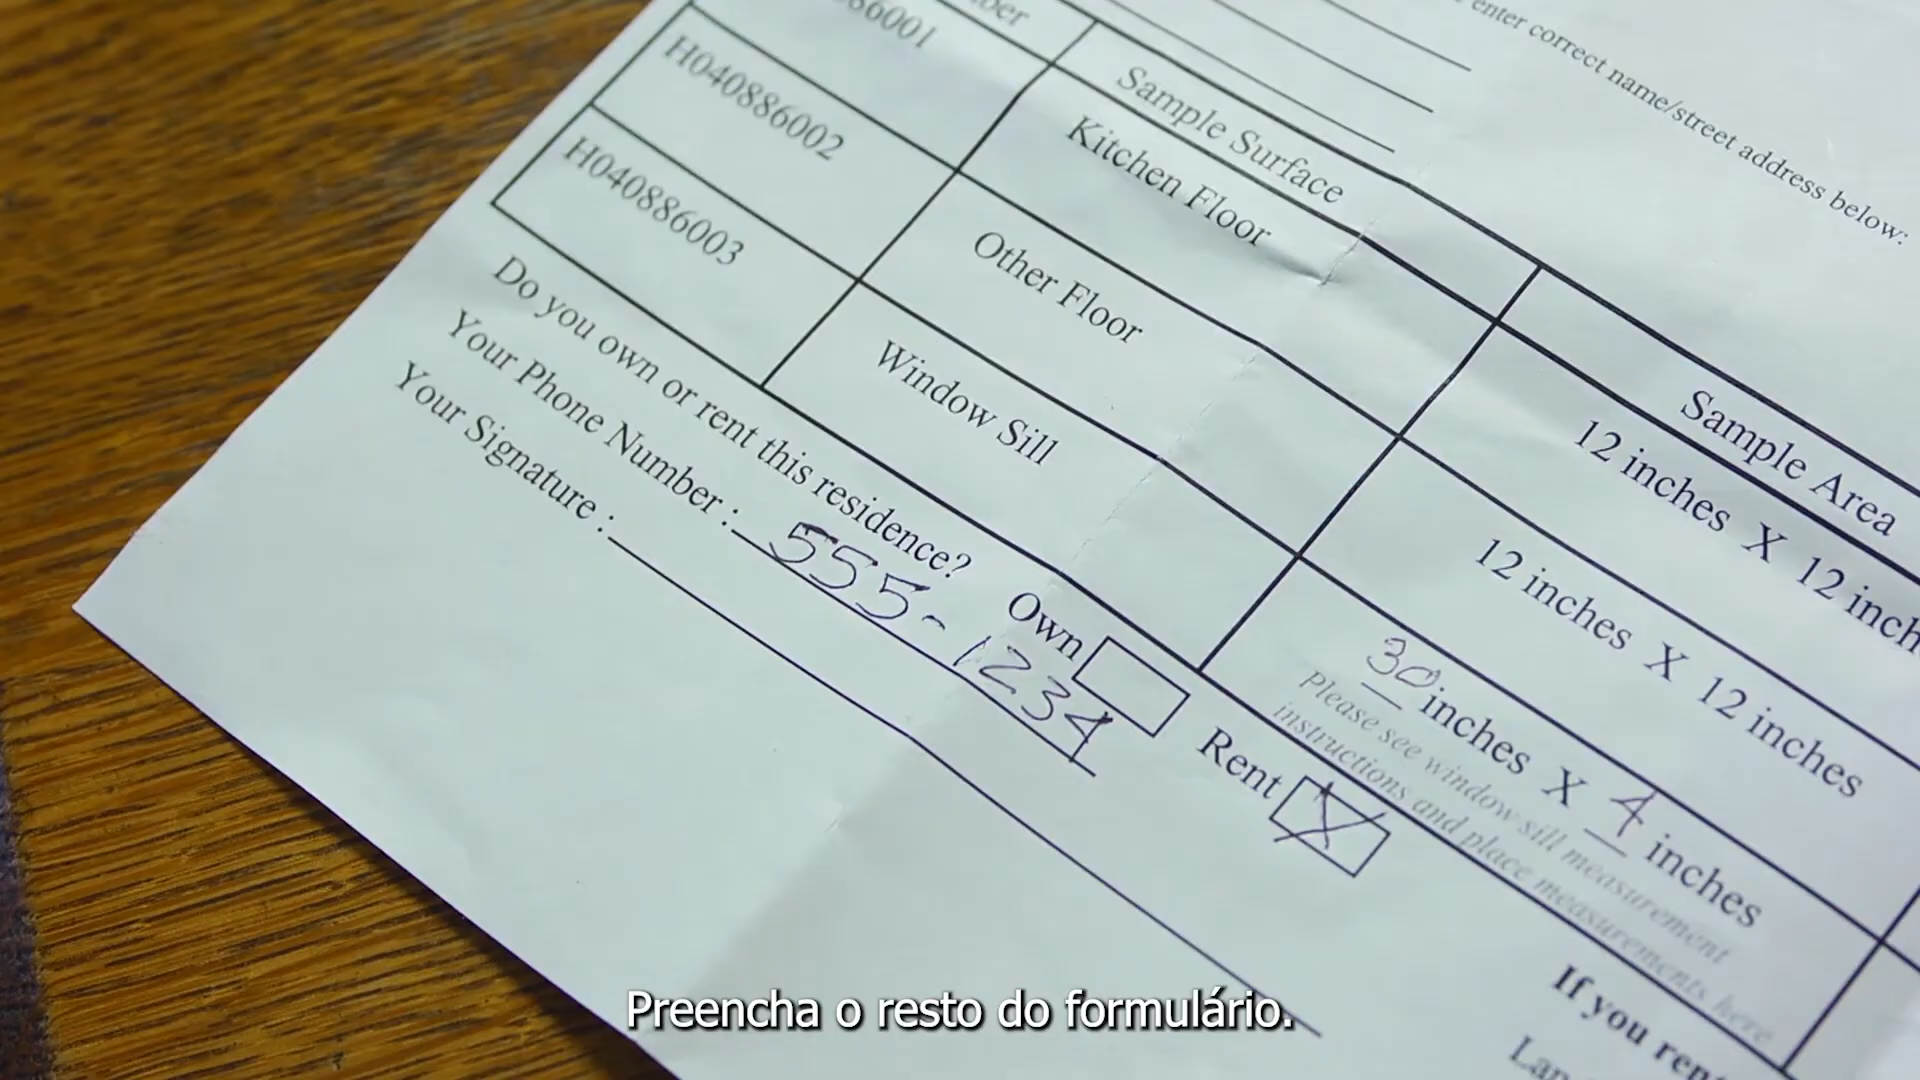 enter correct name/street address below:
Sample Surface
Sample Area
86001
Kitchen Floor
12 inches X 12 inch
H040886002
Other Floor
12 inches X 12 inches
H040886003
Window Sill
30 inches X 4 inches
Please see window sill measurement
instructions and place measurements here
Do you own or rent this residence? Own Rent X
Your Phone Number : 555-1234
Your Signature :
If you rent
Lan
Preencha o resto do formulário.